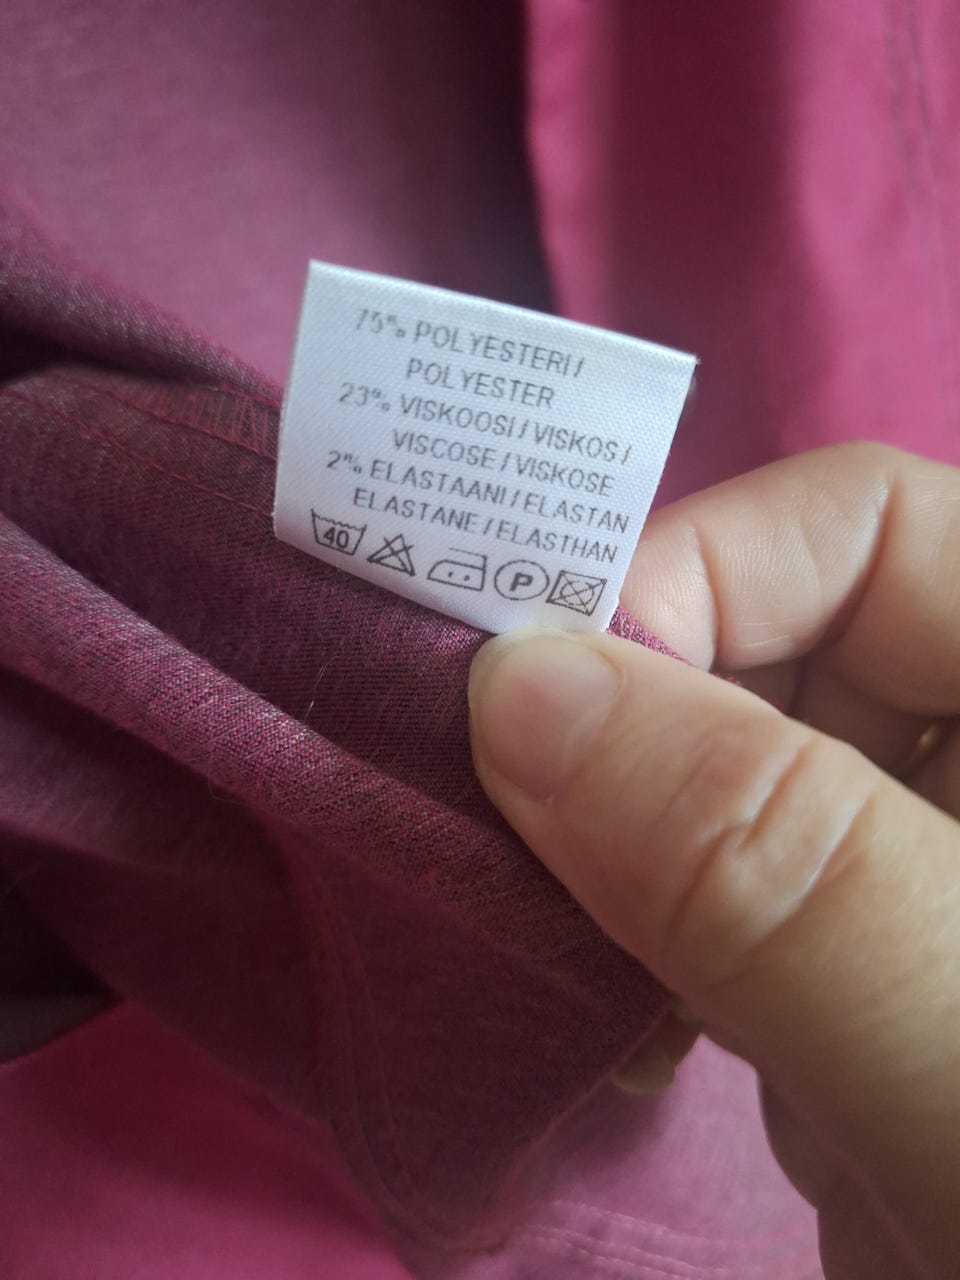 75% POLYESTERI /
POLYESTER
23% VISKOOSI / VISKOS /
VISCOSE / VISKOSE
2% ELASTAANI / ELASTAN
ELASTANE / ELASTHAN
40 P